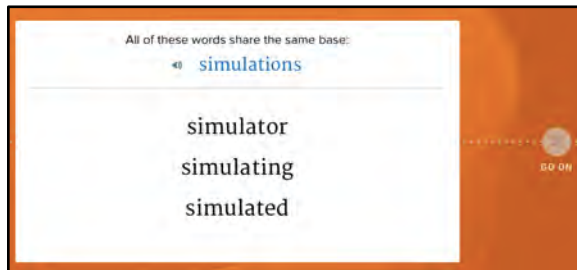 All of these words share the same base:
simulations
simulator
simulating
simulated
GO ON